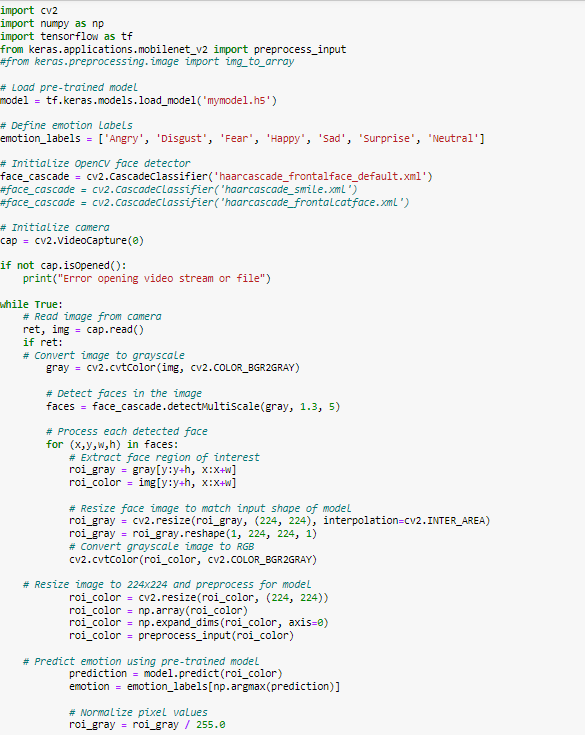 import cv2
import numpy as np
import tensorflow as tf
from keras.applications.mobilenet_v2 import preprocess_input
#from keras.preprocessing.image import img_to_array

# Load pre-trained model
model = tf.keras.models.load_model('mymodel.h5')

# Define emotion labels
emotion_labels = ['Angry', 'Disgust', 'Fear', 'Happy', 'Sad', 'Surprise', 'Neutral']

# Initialize OpenCV face detector
face_cascade = cv2.CascadeClassifier('haarcascade_frontalface_default.xml')
#face_cascade = cv2.CascadeClassifier('haarcascade_smile.xml')
#face_cascade = cv2.CascadeClassifier('haarcascade_frontalcatface.xml')

# Initialize camera
cap = cv2.VideoCapture(0)

if not cap.isOpened():
    print("Error opening video stream or file")

while True:
    # Read image from camera
    ret, img = cap.read()
    if ret:
    # Convert image to grayscale
        gray = cv2.cvtColor(img, cv2.COLOR_BGR2GRAY)

        # Detect faces in the image
        faces = face_cascade.detectMultiScale(gray, 1.3, 5)

        # Process each detected face
        for (x,y,w,h) in faces:
            # Extract face region of interest
            roi_gray = gray[y:y+h, x:x+w]
            roi_color = img[y:y+h, x:x+w]

            # Resize face image to match input shape of model
            roi_gray = cv2.resize(roi_gray, (224, 224), interpolation=cv2.INTER_AREA)
            roi_gray = roi_gray.reshape(1, 224, 224, 1)
            # Convert grayscale image to RGB
            cv2.cvtColor(roi_color, cv2.COLOR_BGR2GRAY)

    # Resize image to 224x224 and preprocess for model
            roi_color = cv2.resize(roi_color, (224, 224))
            roi_color = np.array(roi_color)
            roi_color = np.expand_dims(roi_color, axis=0)
            roi_color = preprocess_input(roi_color)

    # Predict emotion using pre-trained model
            prediction = model.predict(roi_color)
            emotion = emotion_labels[np.argmax(prediction)]

            # Normalize pixel values
            roi_gray = roi_gray / 255.0